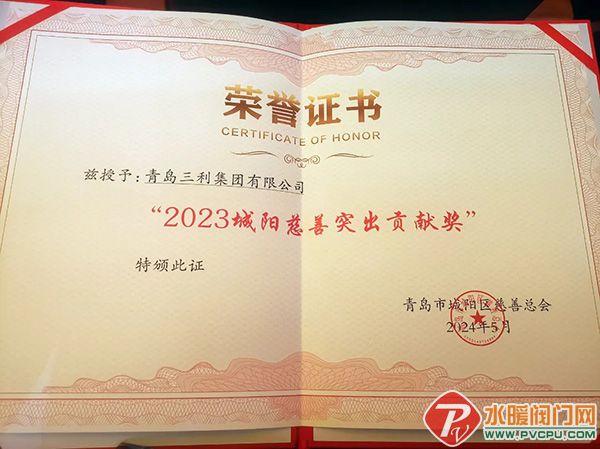 荣誉证书
CERTIFICATE OF HONOR
兹授予：青岛三利集团有限公司
“2023城阳慈善突出贡献奖”
特颁此证
青岛市城阳区慈善总会
2024年5月
水暖阀门网
WWW.PVCPU.COM